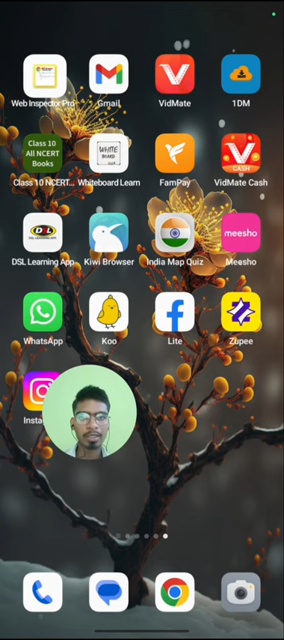 Web Inspector Pro
Gmail
VidMate
1DM
Class 10
All NCERT
Books
WHITE
BOARD
CASH
Class 10 NCERT...
Whiteboard Learn
FamPay
VidMate Cash
DSL
meesho
DSL Learning App
Kiwi Browser
India Map Quiz
Meesho
WhatsApp
Koo
Lite
Zupee
Insta